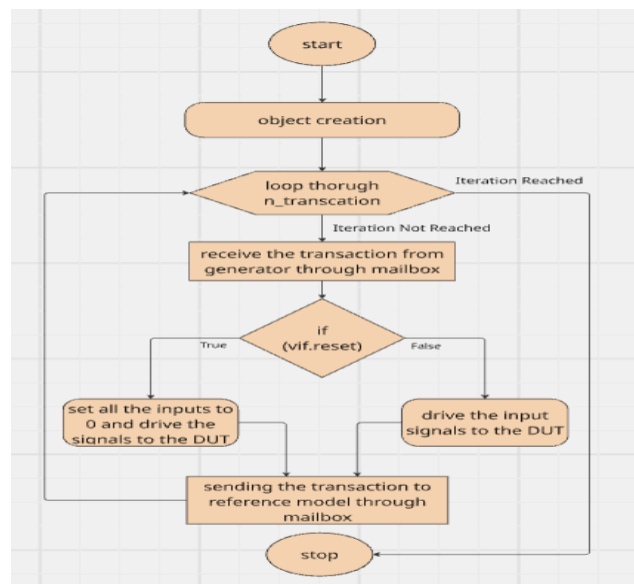 start
object creation
loop thorugh
n_transcation
Iteration Reached
Iteration Not Reached
receive the transaction from
generator through mailbox
if
(vif.reset)
True
False
set all the inputs to
0 and drive the
signals to the DUT
drive the input
signals to the DUT
sending the transaction to
reference model through
mailbox
stop